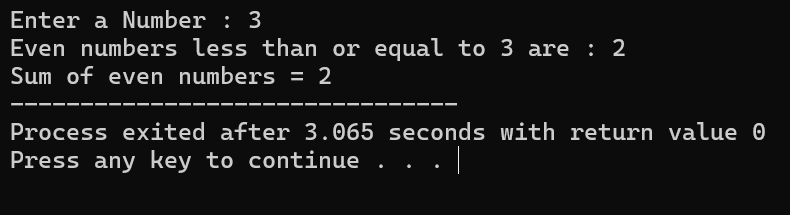 Enter a Number : 3
Even numbers less than or equal to 3 are : 2
Sum of even numbers = 2
--------------------------------
Process exited after 3.065 seconds with return value 0
Press any key to continue . . .